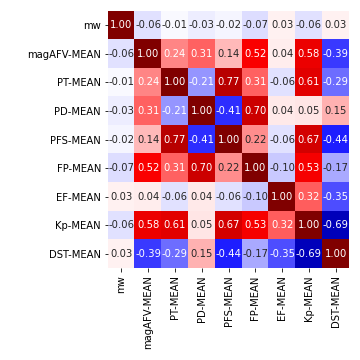 mw 1.00 -0.06 -0.01 -0.03 -0.02 -0.07 0.03 -0.06 0.03
magAFV-MEAN -0.06 1.00 0.24 0.31 0.14 0.52 0.04 0.58 -0.39
PT-MEAN -0.01 0.24 1.00 -0.21 0.77 0.31 -0.06 0.61 -0.29
PD-MEAN -0.03 0.31 -0.21 1.00 -0.41 0.70 0.04 0.05 0.15
PFS-MEAN -0.02 0.14 0.77 -0.41 1.00 0.22 -0.06 0.67 -0.44
FP-MEAN -0.07 0.52 0.31 0.70 0.22 1.00 -0.10 0.53 -0.17
EF-MEAN 0.03 0.04 -0.06 0.04 -0.06 -0.10 1.00 0.32 -0.35
Kp-MEAN -0.06 0.58 0.61 0.05 0.67 0.53 0.32 1.00 -0.69
DST-MEAN 0.03 -0.39 -0.29 0.15 -0.44 -0.17 -0.35 -0.69 1.00
mw magAFV-MEAN PT-MEAN PD-MEAN PFS-MEAN FP-MEAN EF-MEAN Kp-MEAN DST-MEAN